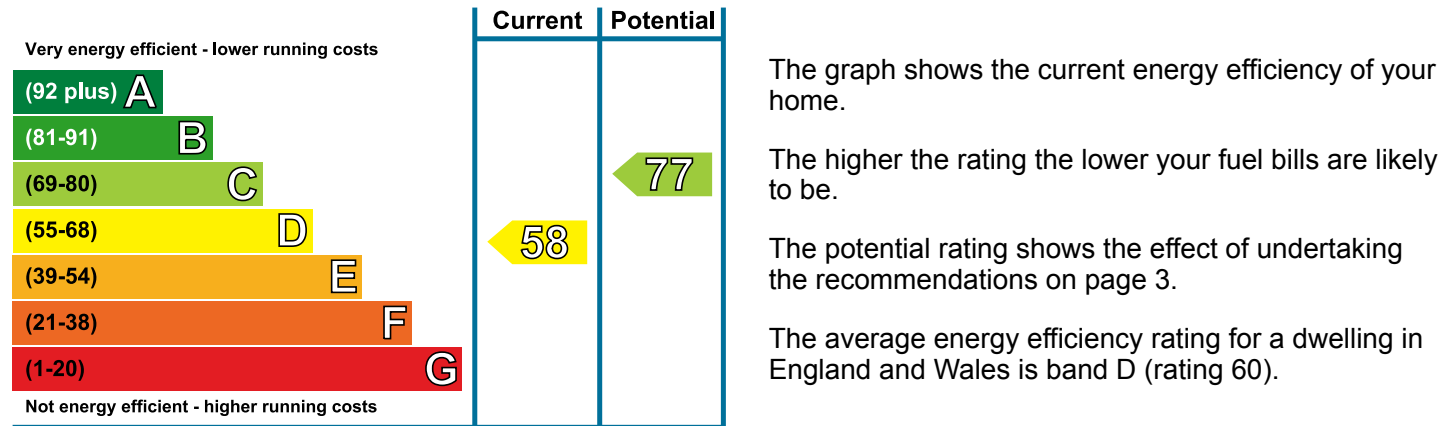 Current Potential
Very energy efficient - lower running costs
(92 plus) A
(81-91) B
(69-80) C
77
(55-68) D
58
(39-54) E
(21-38) F
(1-20) G
Not energy efficient - higher running costs
The graph shows the current energy efficiency of your
home.
The higher the rating the lower your fuel bills are likely
to be.
The potential rating shows the effect of undertaking
the recommendations on page 3.
The average energy efficiency rating for a dwelling in
England and Wales is band D (rating 60).